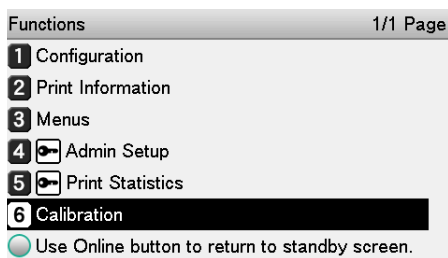 Functions 1/1 Page
1 Configuration
2 Print Information
3 Menus
4 Admin Setup
5 Print Statistics
6 Calibration
Use Online button to return to standby screen.